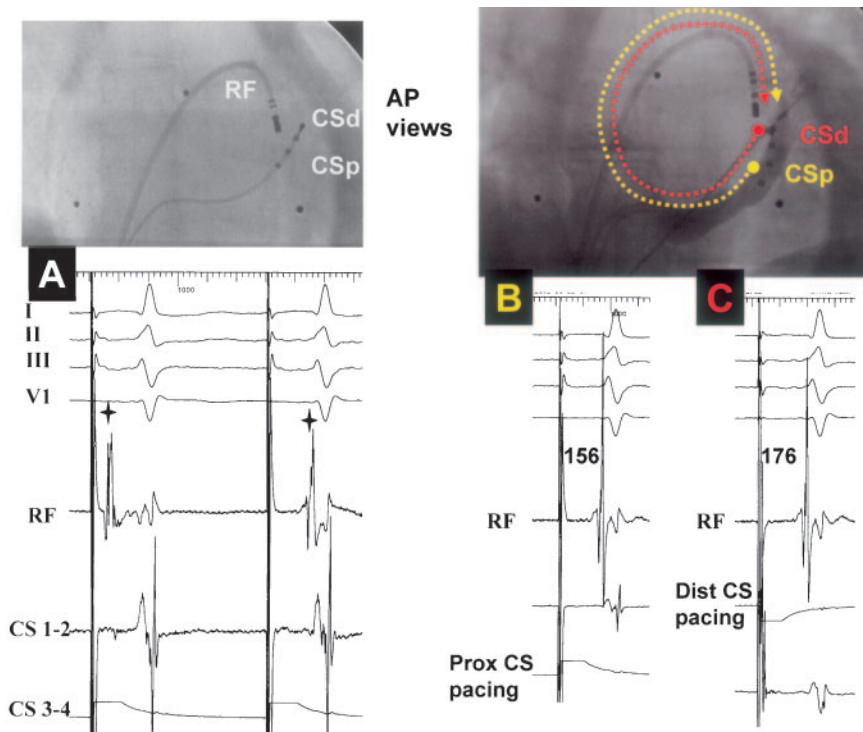 RF
CSd
CSp
AP
views
CSd
CSp
A
B
C
1000
I
II
III
V1
RF
CS 1-2
CS 3-4
156
RF
Prox CS
pacing
176
RF
Dist CS
pacing